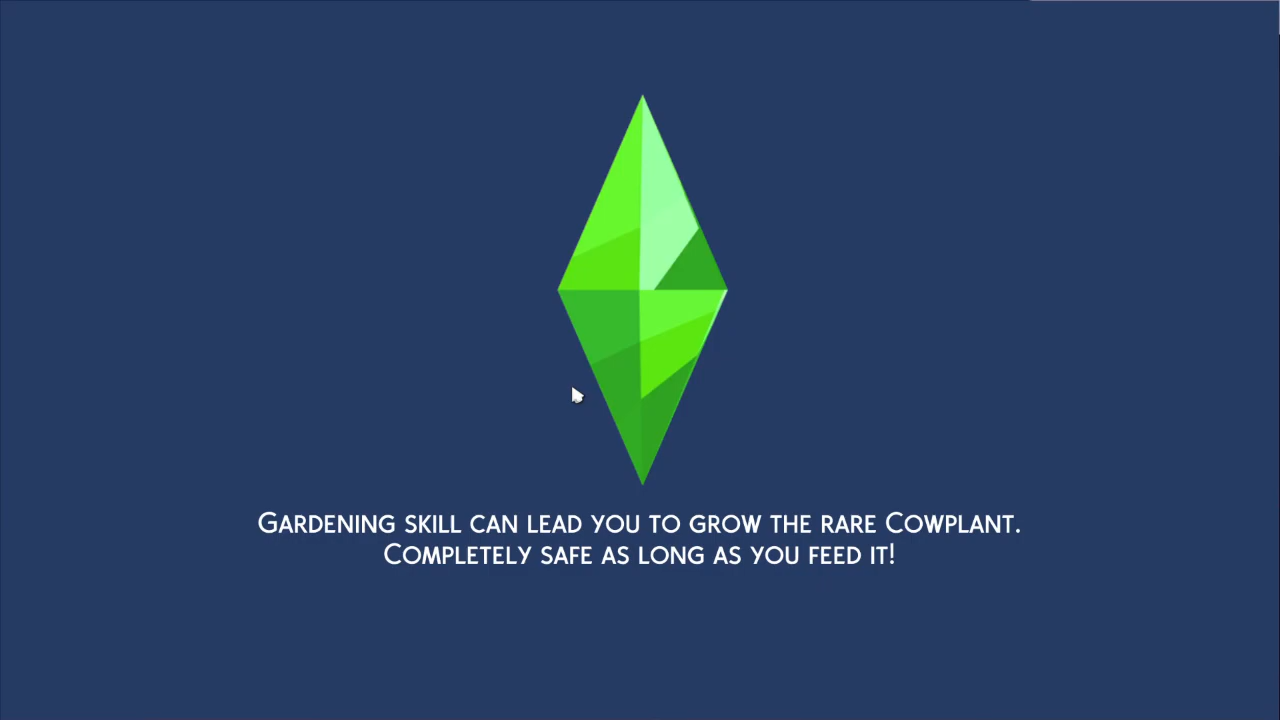 Gardening skill can lead you to grow the rare Cowplant.
Completely safe as long as you feed it!